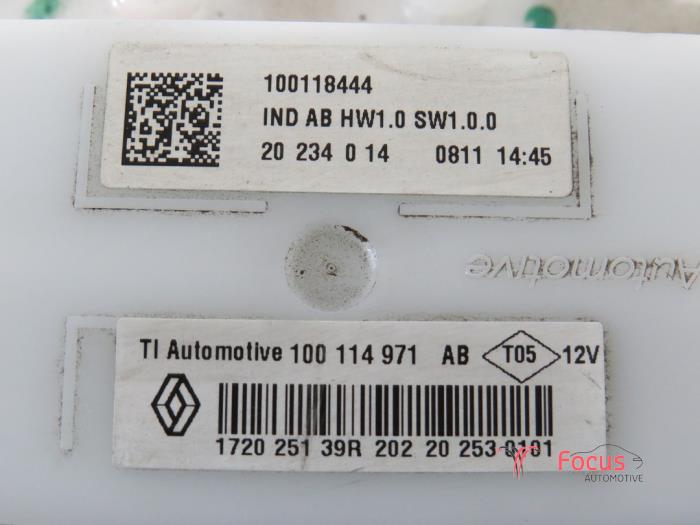 100118444
IND AB HW1.0 SW1.0.0
20 234 0 14 0811 14:45
Automotive
TI Automotive 100 114 971 AB T05 12V
1720 251 39R 202 20 253 0101
Focus
AUTOMOTIVE